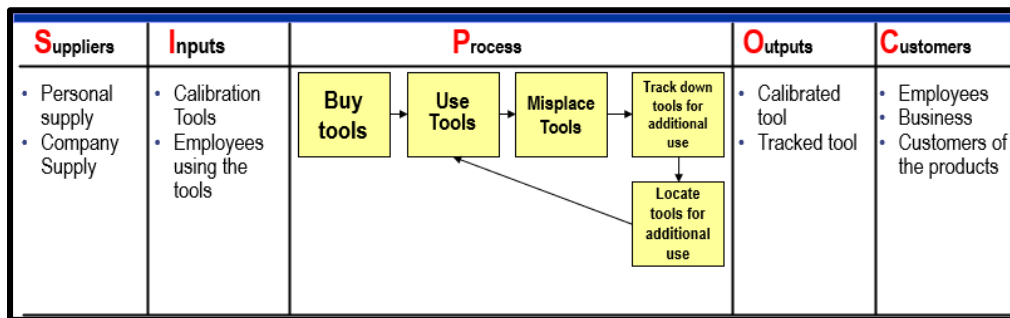 Suppliers
Inputs
Process
Outputs
Customers
• Personal
supply
• Company
Supply
• Calibration
Tools
• Employees
using the
tools
Buy
tools
Use
Tools
Misplace
Tools
Track down
tools for
additional
use
Locate
tools for
additional
use
• Calibrated
tool
• Tracked tool
• Employees
• Business
• Customers of
the products